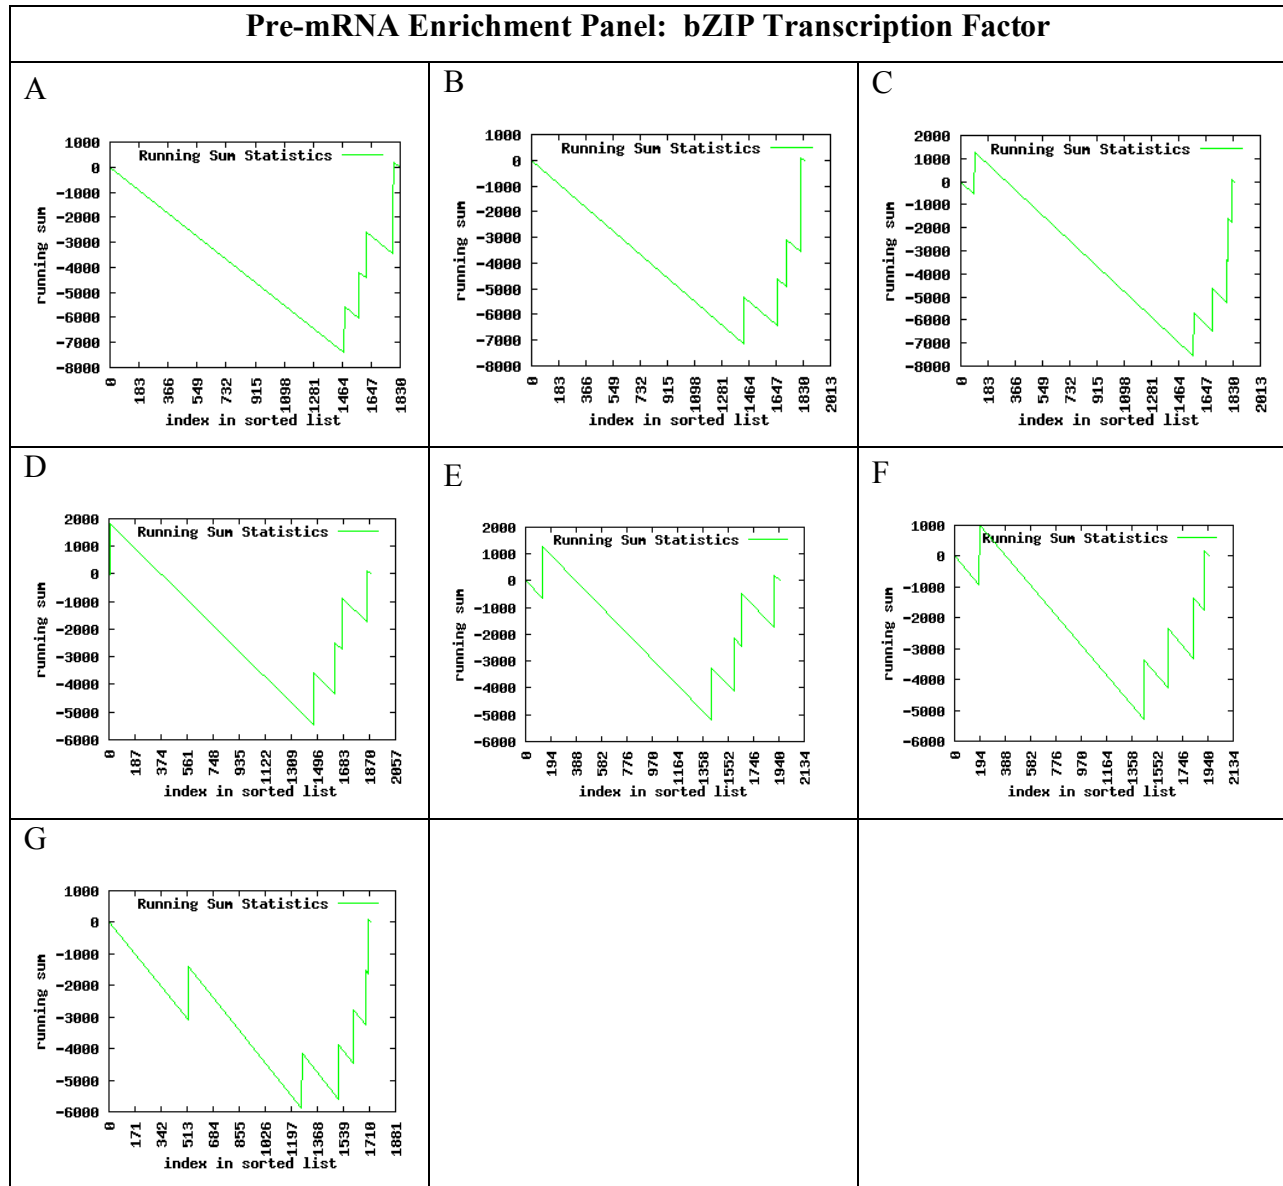 Pre-mRNA Enrichment Panel: bZIP Transcription Factor
A
1000
0
-1000
-2000
-3000
-4000
-5000
-6000
-7000
-8000
running sum
Running Sum Statistics
0 183 366 549 732 915 1098 1281 1464 1647 1830
index in sorted list
B
1000
0
-1000
-2000
-3000
-4000
-5000
-6000
-7000
-8000
running sum
Running Sum Statistics
0 183 366 549 732 915 1098 1281 1464 1647 1830 2013
index in sorted list
C
2000
1000
0
-1000
-2000
-3000
-4000
-5000
-6000
-7000
-8000
running sum
Running Sum Statistics
0 183 366 549 732 915 1098 1281 1464 1647 1830 2013
index in sorted list
D
2000
1000
0
-1000
-2000
-3000
-4000
-5000
-6000
running sum
Running Sum Statistics
0 187 374 561 748 935 1122 1309 1496 1683 1870 2057
index in sorted list
E
2000
1000
0
-1000
-2000
-3000
-4000
-5000
-6000
running sum
Running Sum Statistics
0 194 388 582 776 970 1164 1358 1552 1746 1940 2134
index in sorted list
F
1000
0
-1000
-2000
-3000
-4000
-5000
-6000
running sum
Running Sum Statistics
0 194 388 582 776 970 1164 1358 1552 1746 1940 2134
index in sorted list
G
1000
0
-1000
-2000
-3000
-4000
-5000
-6000
running sum
Running Sum Statistics
0 171 342 513 684 855 1026 1197 1368 1539 1710 1881
index in sorted list